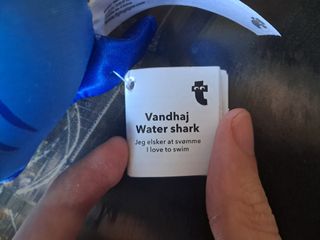 Vandhaj
Water shark
Jeg elsker at svømme
I love to swim